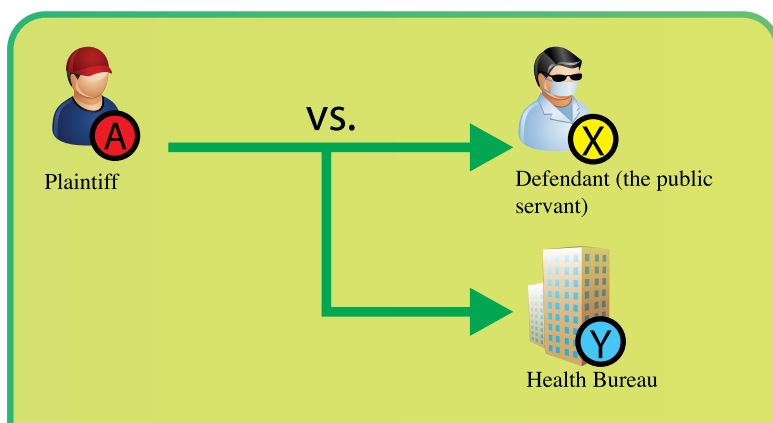 vs.
A
X
Plaintiff
Defendant (the public
servant)
Y
Health Bureau